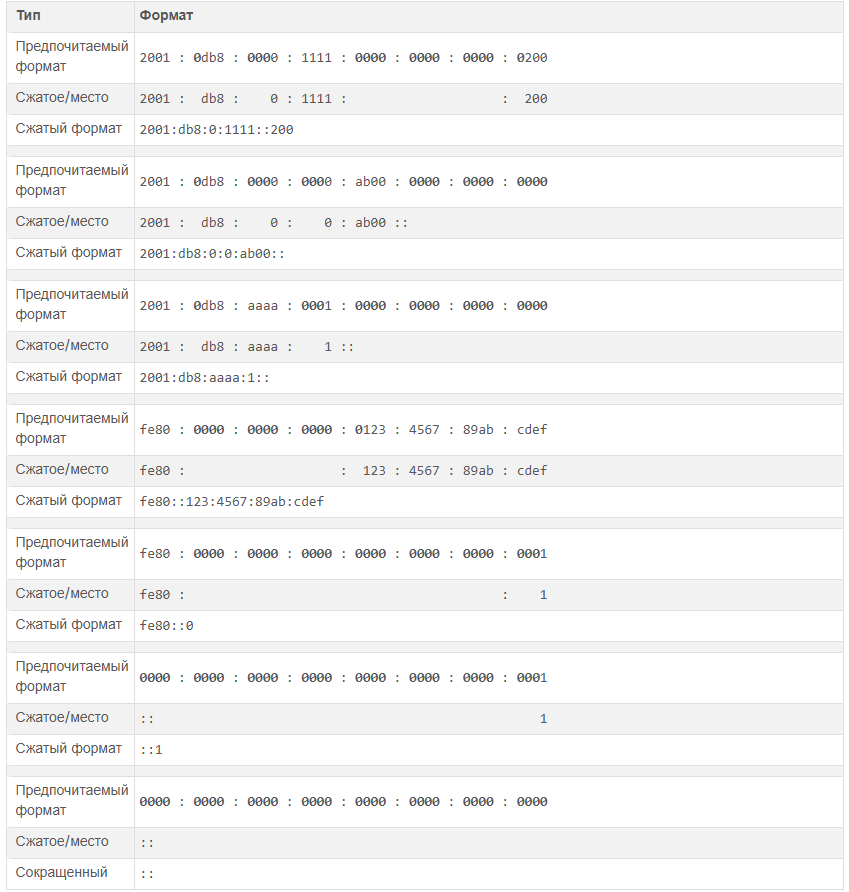 Тип Формат
Предпочитаемый
формат
2001 : 0db8 : 0000 : 1111 : 0000 : 0000 : 0000 : 0200
Сжатое/место 2001 :  db8 :    0 : 1111 :                    :  200
Сжатый формат 2001:db8:0:1111::200
Предпочитаемый
формат
2001 : 0db8 : 0000 : 0000 : ab00 : 0000 : 0000 : 0000
Сжатое/место 2001 :  db8 :    0 :    0 : ab00 ::
Сжатый формат 2001:db8:0:0:ab00::
Предпочитаемый
формат
2001 : 0db8 : aaaa : 0001 : 0000 : 0000 : 0000 : 0000
Сжатое/место 2001 :  db8 : aaaa :    1 ::
Сжатый формат 2001:db8:aaaa:1::
Предпочитаемый
формат
fe80 : 0000 : 0000 : 0000 : 0123 : 4567 : 89ab : cdef
Сжатое/место fe80 :                    :  123 : 4567 : 89ab : cdef
Сжатый формат fe80::123:4567:89ab:cdef
Предпочитаемый
формат
fe80 : 0000 : 0000 : 0000 : 0000 : 0000 : 0000 : 0001
Сжатое/место fe80 :                                         :    1
Сжатый формат fe80::0
Предпочитаемый
формат
0000 : 0000 : 0000 : 0000 : 0000 : 0000 : 0000 : 0001
Сжатое/место ::                                                  1
Сжатый формат ::1
Предпочитаемый
формат
0000 : 0000 : 0000 : 0000 : 0000 : 0000 : 0000 : 0000
Сжатое/место ::
Сокращенный ::